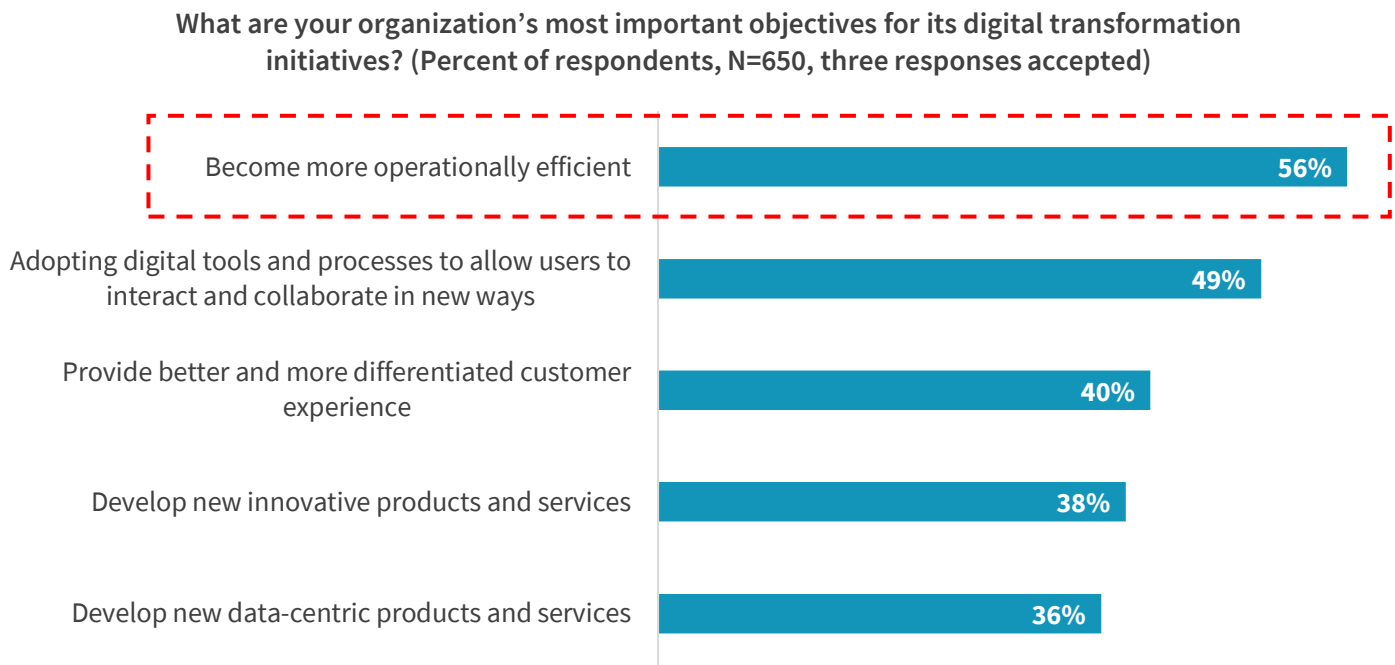 What are your organization’s most important objectives for its digital transformation
initiatives? (Percent of respondents, N=650, three responses accepted)
Become more operationally efficient
56%
Adopting digital tools and processes to allow users to
interact and collaborate in new ways
49%
Provide better and more differentiated customer
experience
40%
Develop new innovative products and services
38%
Develop new data-centric products and services
36%